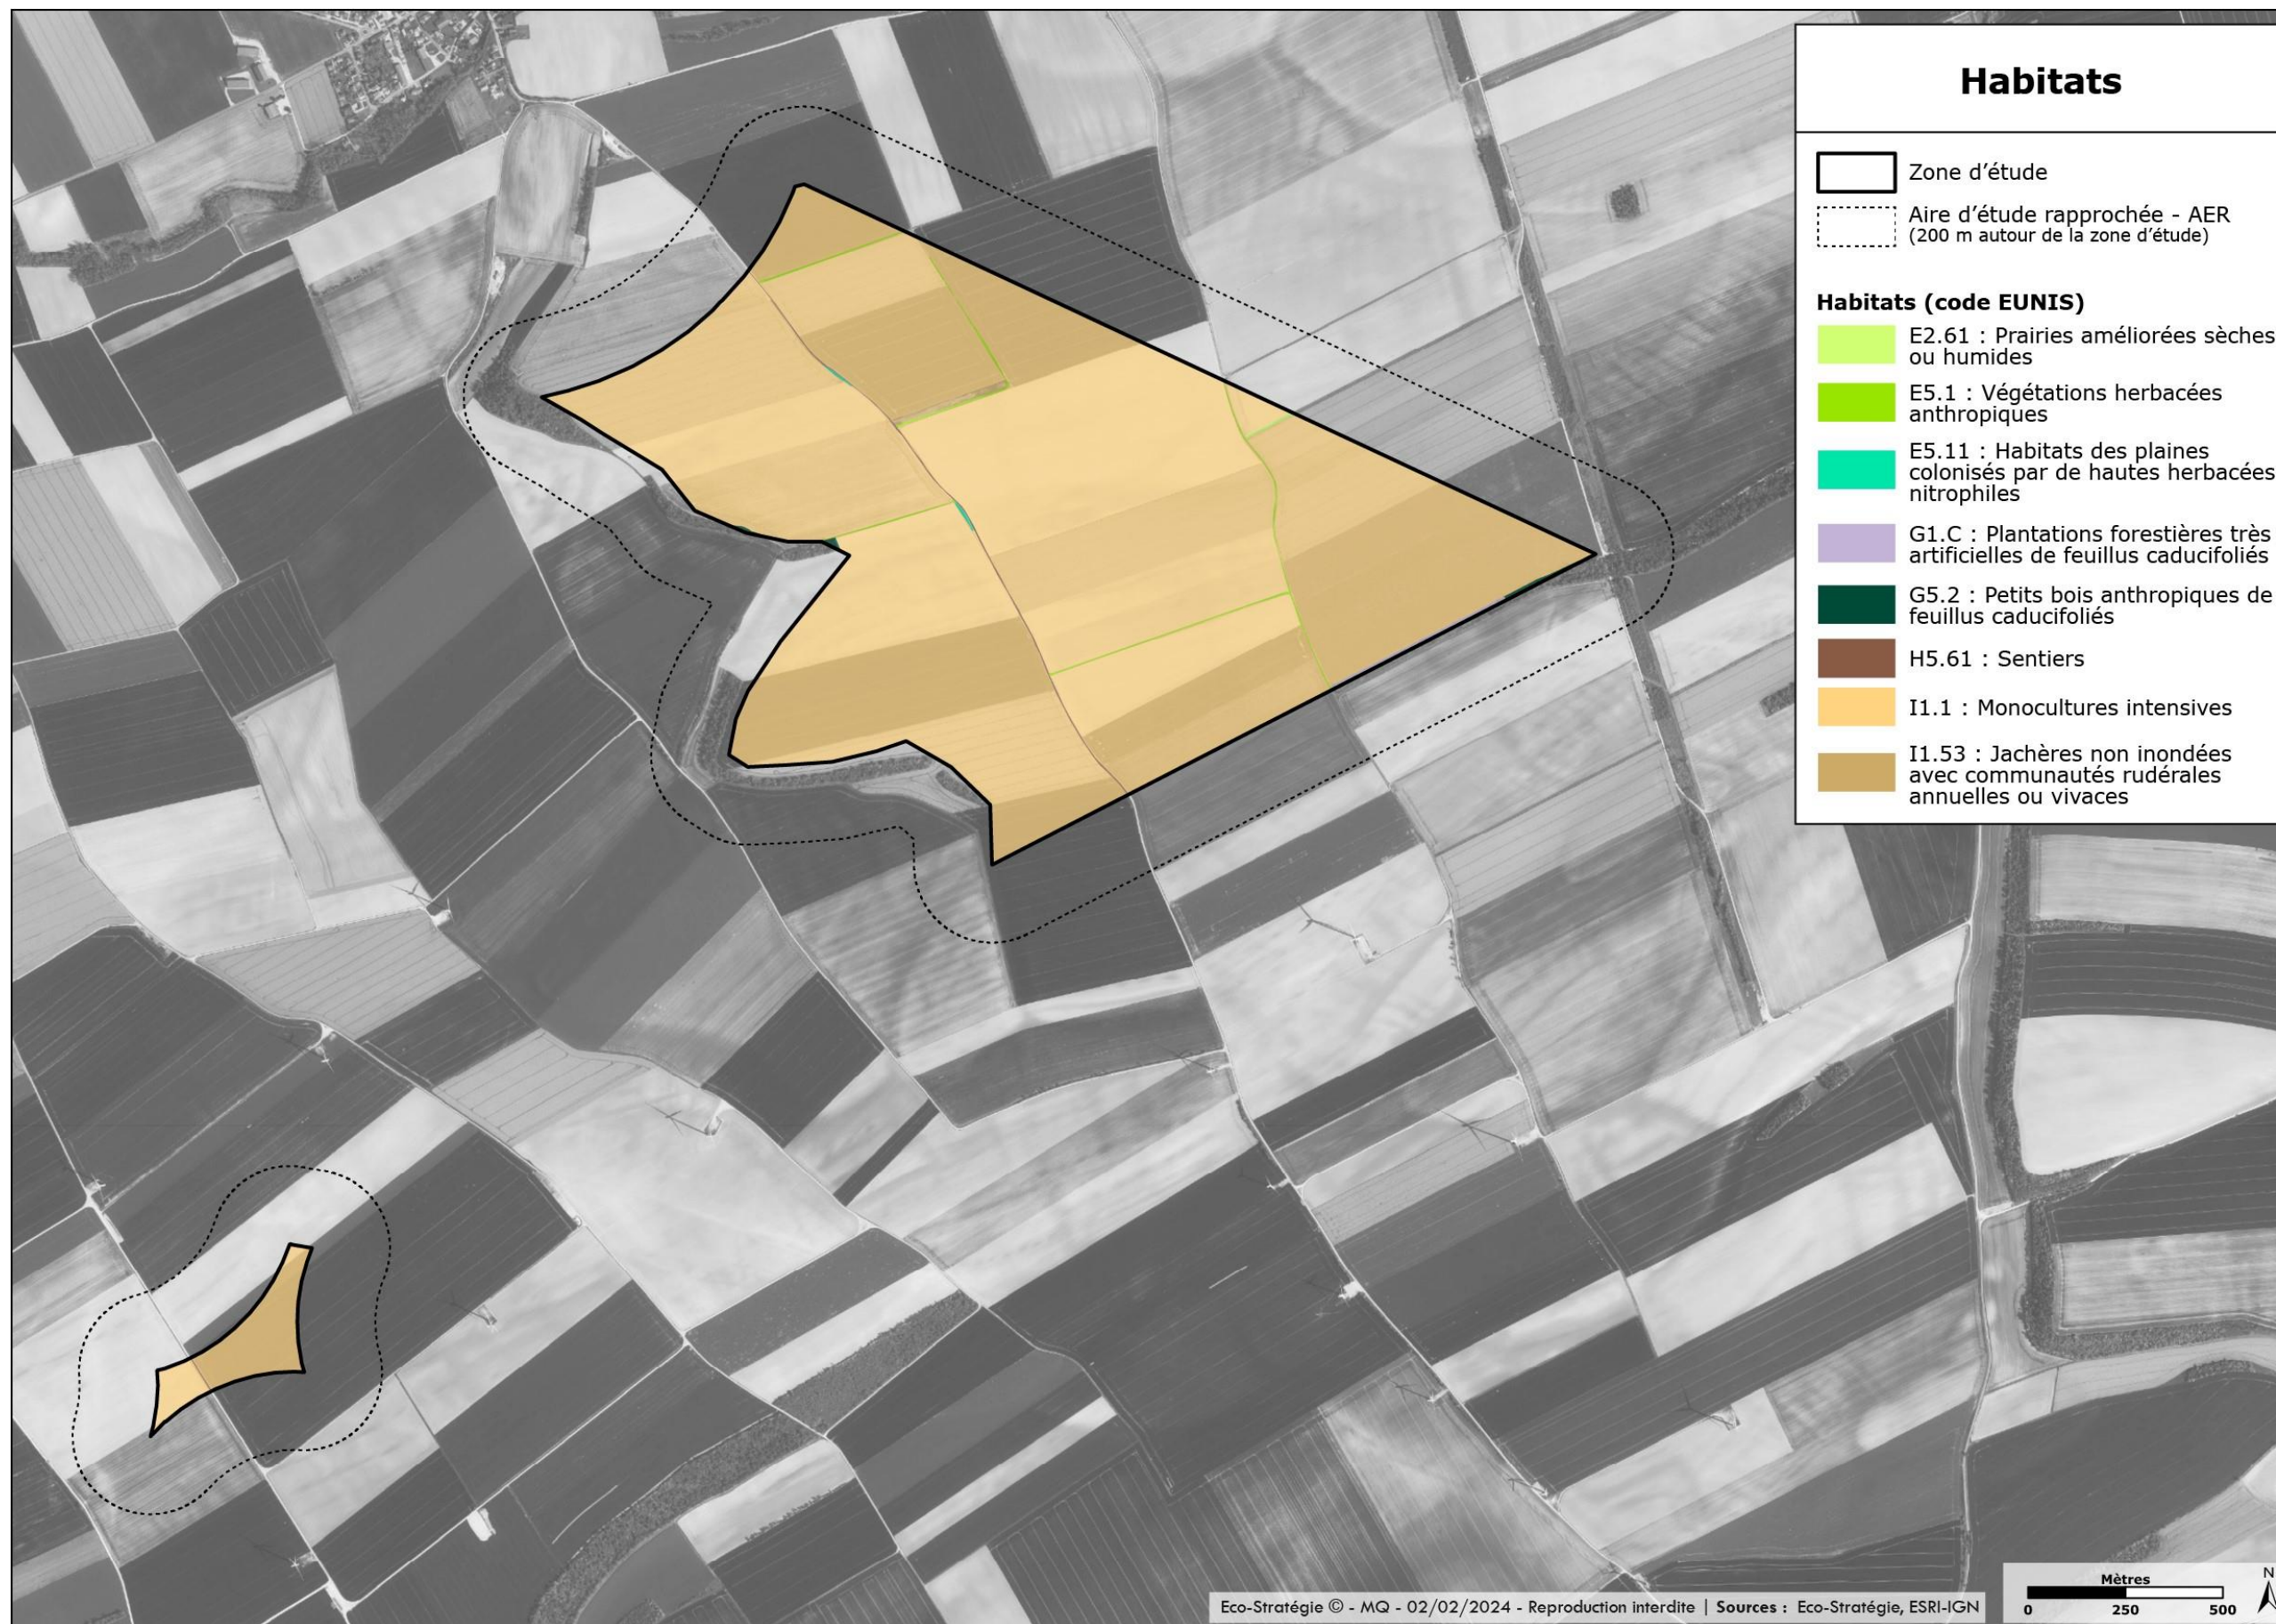 Habitats
Zone d'étude
Aire d'étude rapprochée - AER
(200 m autour de la zone d'étude)
Habitats (code EUNIS)
E2.61 : Prairies améliorées sèches
ou humides
E5.1 : Végétations herbacées
anthropiques
E5.11 : Habitats des plaines
colonisés par de hautes herbacées
nitrophiles
G1.C : Plantations forestières très
artificielles de feuillus caducifoliés
G5.2 : Petits bois anthropiques de
feuillus caducifoliés
H5.61 : Sentiers
I1.1 : Monocultures intensives
I1.53 : Jachères non inondées
avec communautés rudérales
annuelles ou vivaces
Eco-Stratégie © - MQ - 02/02/2024 - Reproduction interdite | Sources : Eco-Stratégie, ESRI-IGN
Mètres
0 250 500
N